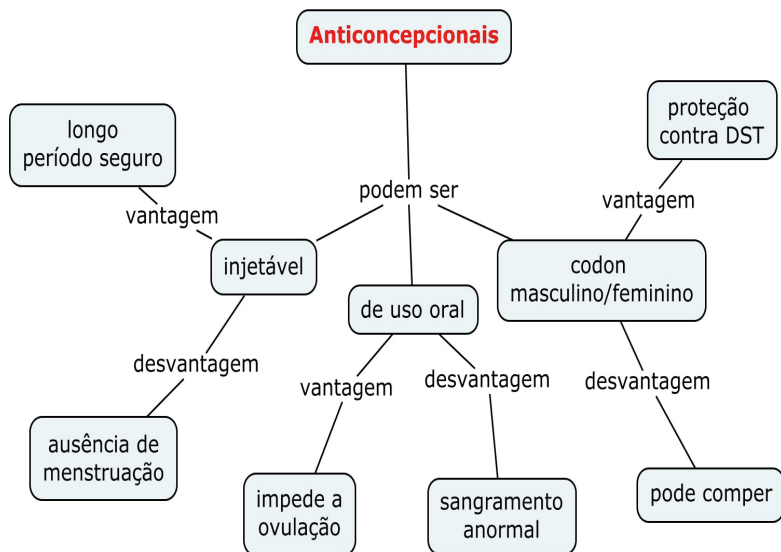 Anticoncepcionais
longo
período seguro
proteção
contra DST
podem ser
vantagem
vantagem
injetável
codon
masculino/feminino
de uso oral
desvantagem
vantagem
desvantagem
desvantagem
ausência de
menstruação
impede a
ovulação
sangramento
anormal
pode comper